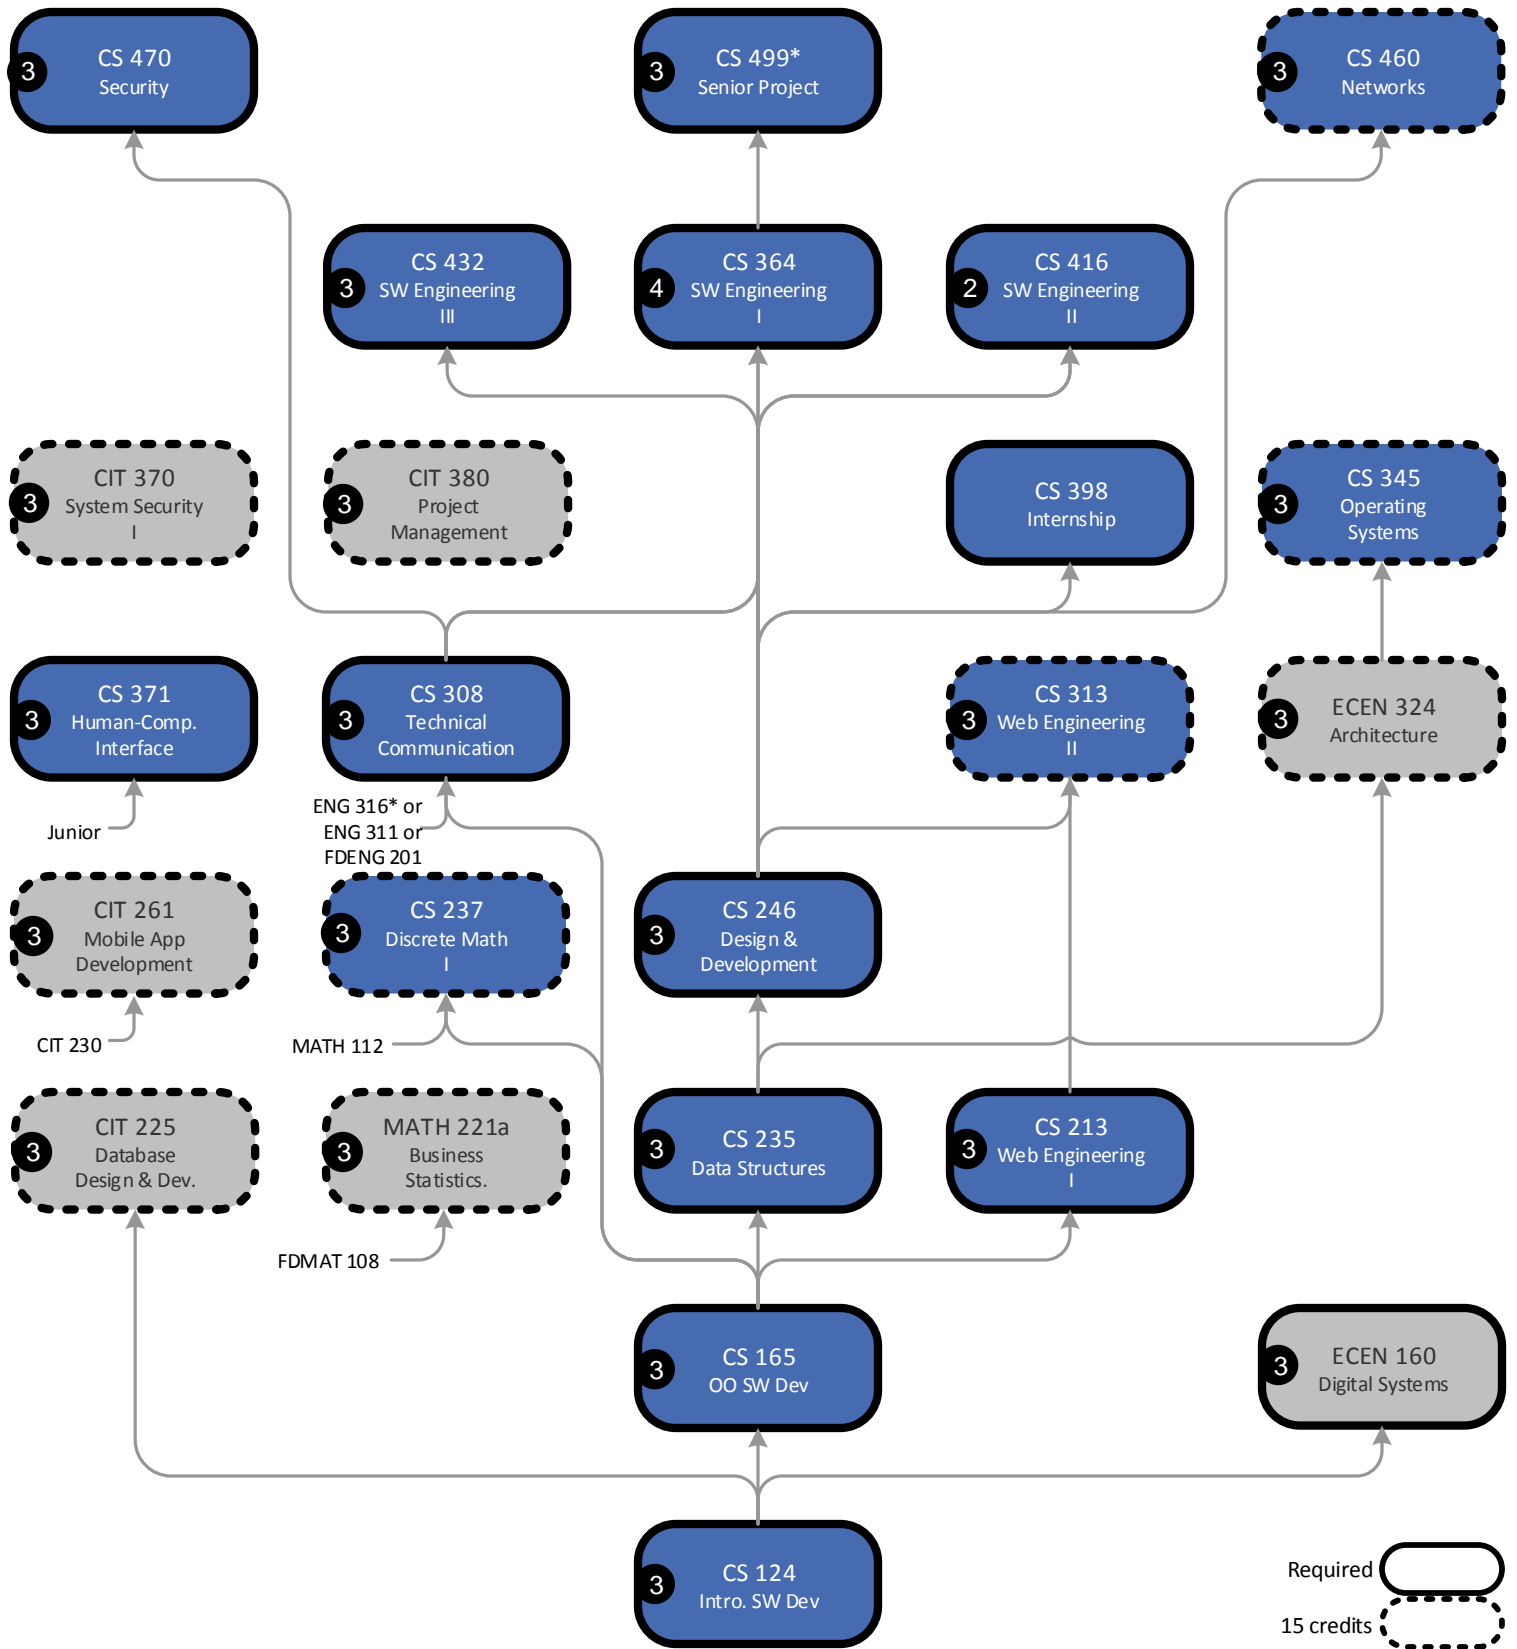 CS 470
3
Security
CS 499*
3
Senior Project
CS 460
3
Networks
CS 432
3
SW Engineering
III
CS 364
4
SW Engineering
I
CS 416
2
SW Engineering
II
CIT 370
3
System Security
I
CIT 380
3
Project
Management
CS 398
Internship
CS 345
3
Operating
Systems
CS 371
3
Human-Comp.
Interface
CS 308
3
Technical
Communication
CS 313
3
Web Engineering
II
ECEN 324
3
Architecture
Junior
ENG 316* or
ENG 311 or
FDENG 201
CIT 261
3
Mobile App
Development
CS 237
3
Discrete Math
I
CS 246
3
Design &
Development
CIT 230
MATH 112
CIT 225
3
Database
Design & Dev.
MATH 221a
3
Business
Statistics.
CS 235
3
Data Structures
CS 213
3
Web Engineering
I
FDMAT 108
CS 165
3
OO SW Dev
ECEN 160
3
Digital Systems
CS 124
3
Intro. SW Dev
Required
15 credits